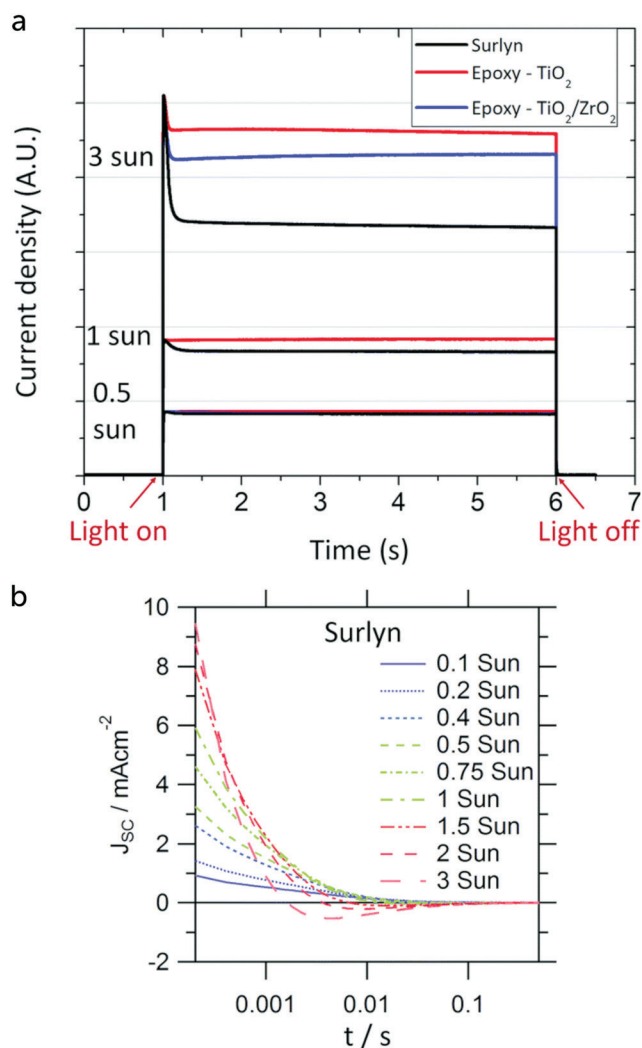 a
Surlyn
Epoxy - TiO₂
Epoxy - TiO₂/ZrO₂
3 sun
1 sun
0.5
sun
Current density (A.U.)
0 1 2 3 4 5 6 7
Light on
Light off
Time (s)
b
Surlyn
0.1 Sun
0.2 Sun
0.4 Sun
0.5 Sun
0.75 Sun
1 Sun
1.5 Sun
2 Sun
3 Sun
10
8
6
4
2
0
-2
J_SC / mAcm⁻²
0.001 0.01 0.1
t / s